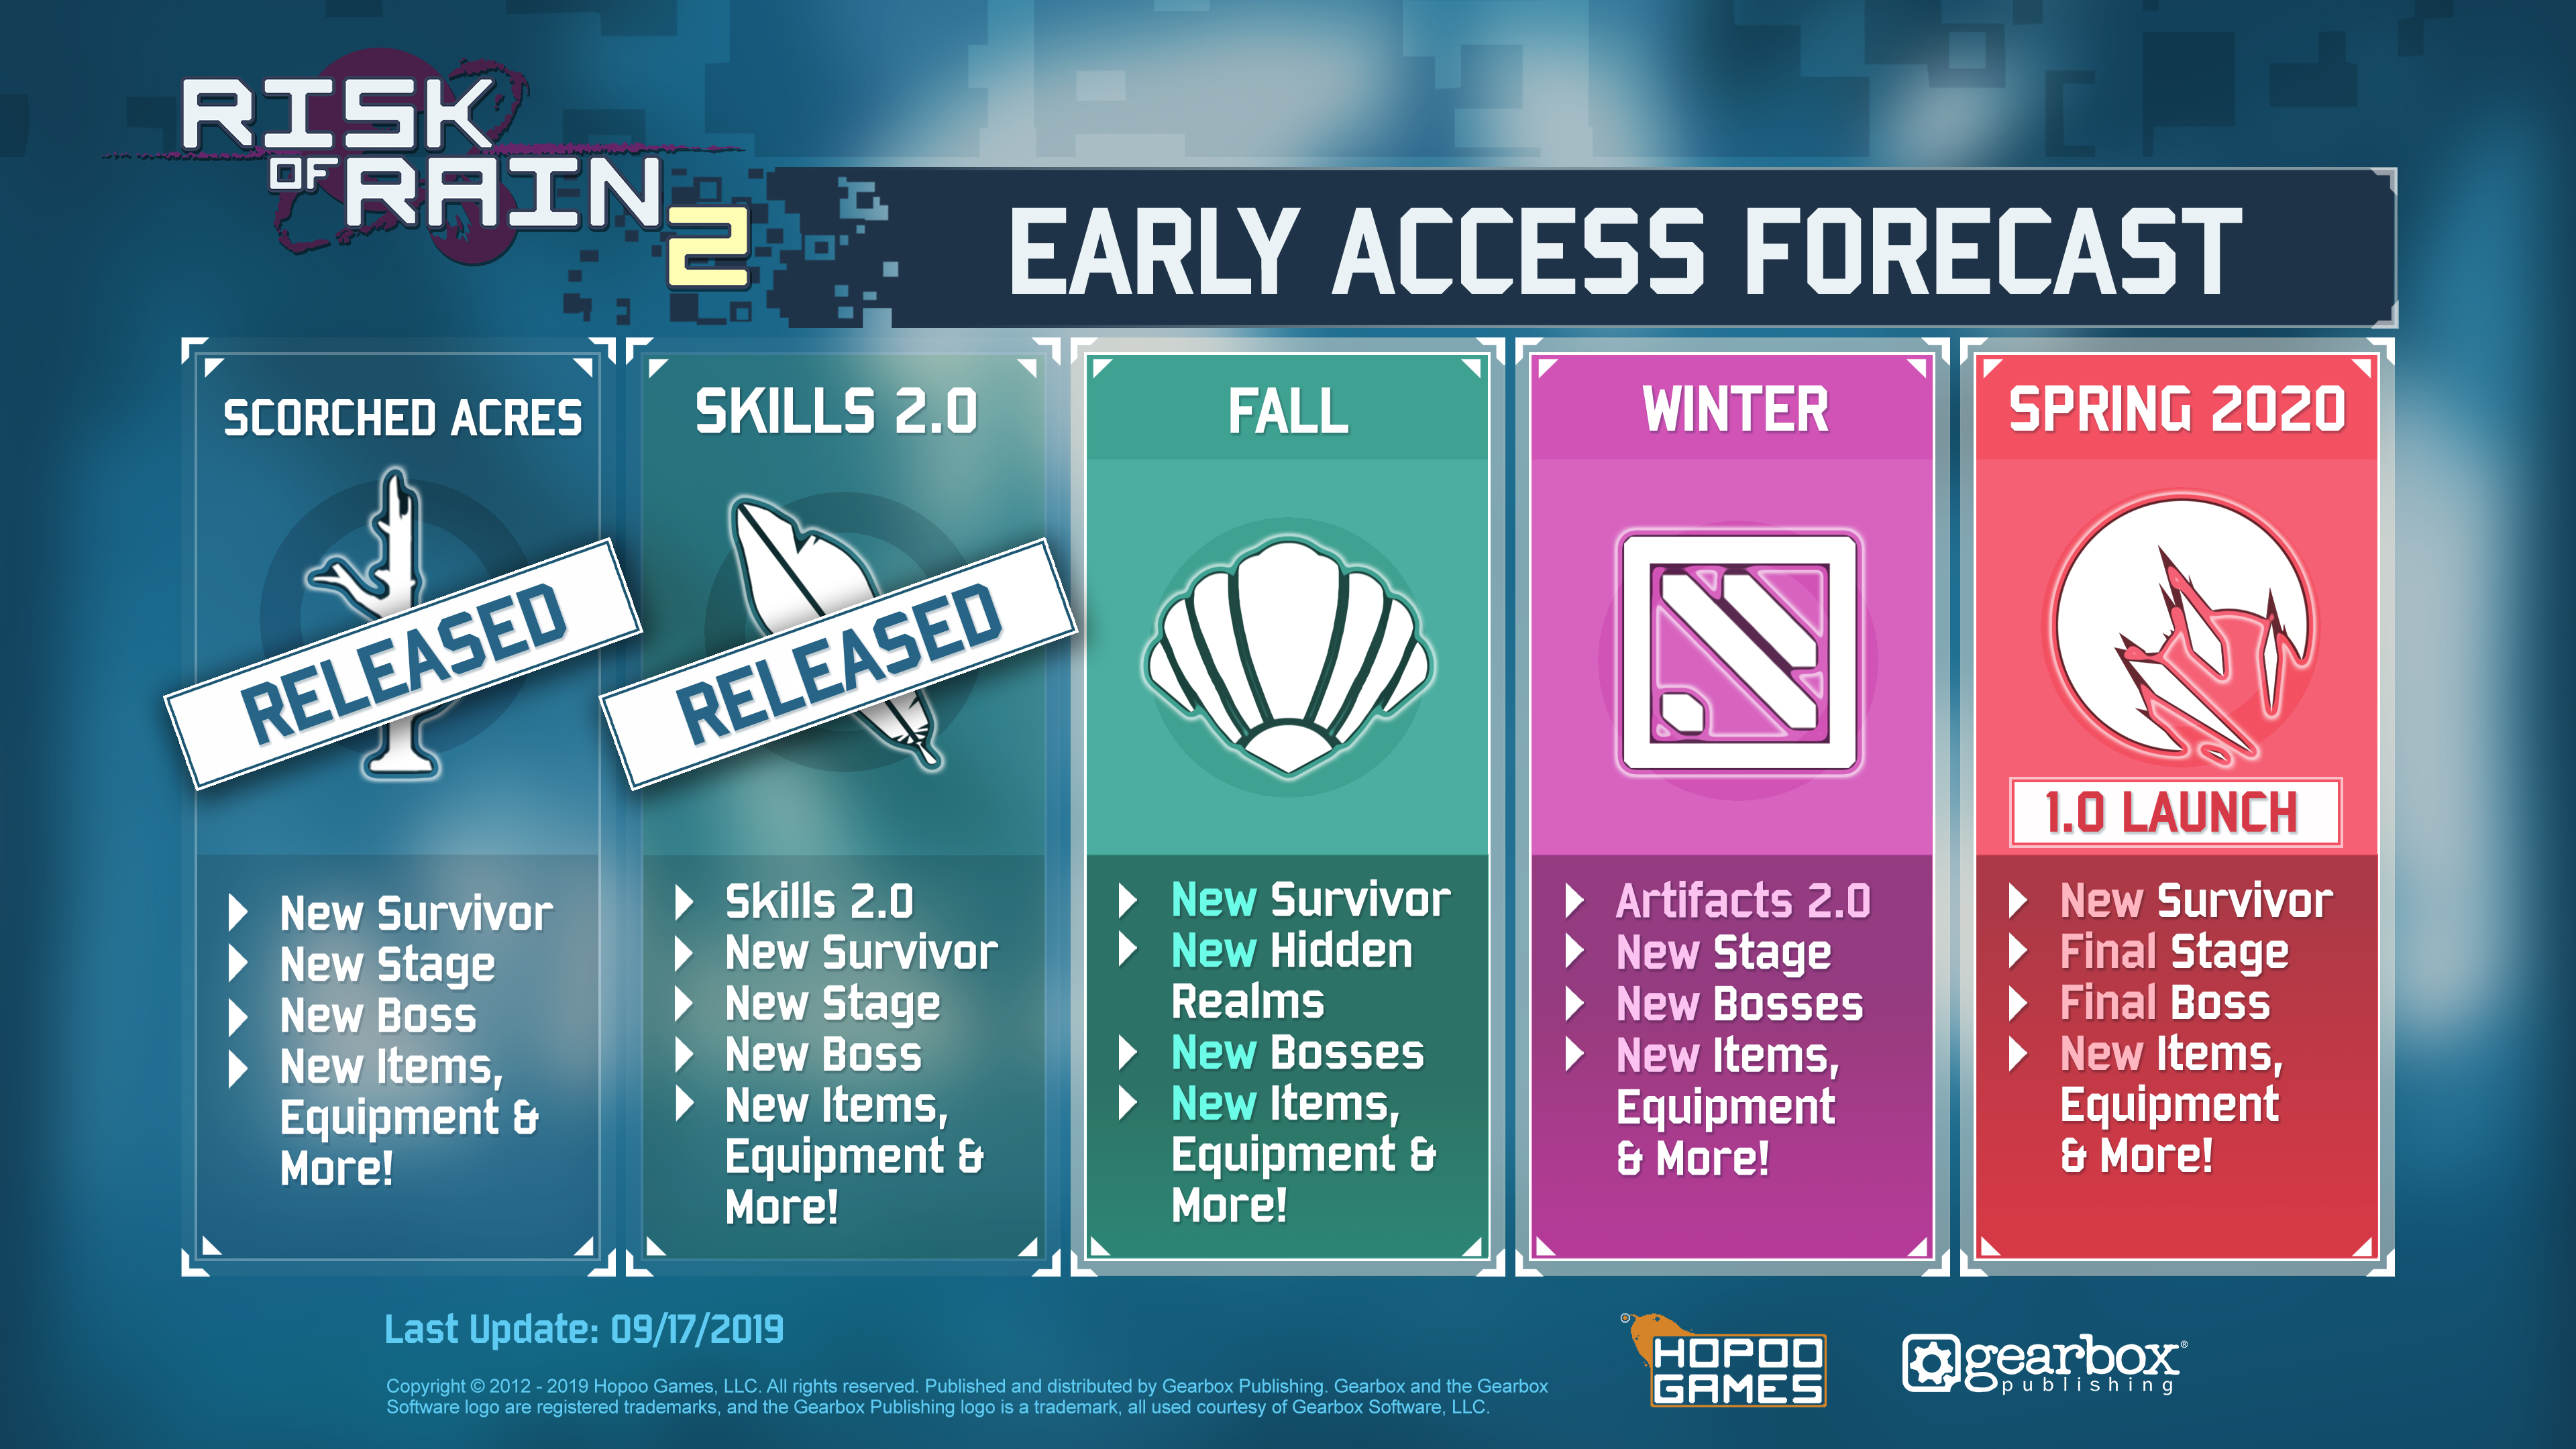 RISK
OF RAIN 2
EARLY ACCESS FORECAST
SCORCHED ACRES
RELEASED
New Survivor
New Stage
New Boss
New Items,
Equipment &
More!
SKILLS 2.0
RELEASED
Skills 2.0
New Survivor
New Stage
New Boss
New Items,
Equipment &
More!
FALL
New Survivor
New Hidden
Realms
New Bosses
New Items,
Equipment &
More!
WINTER
Artifacts 2.0
New Stage
New Bosses
New Items,
Equipment
& More!
SPRING 2020
1.0 LAUNCH
New Survivor
Final Stage
Final Boss
New Items,
Equipment
& More!
Last Update: 09/17/2019
Copyright © 2012 - 2019 Hopoo Games, LLC. All rights reserved. Published and distributed by Gearbox Publishing. Gearbox and the Gearbox
Software logo are registered trademarks, and the Gearbox Publishing logo is a trademark, all used courtesy of Gearbox Software, LLC.
HOPOO
GAMES
gearbox®
publishing